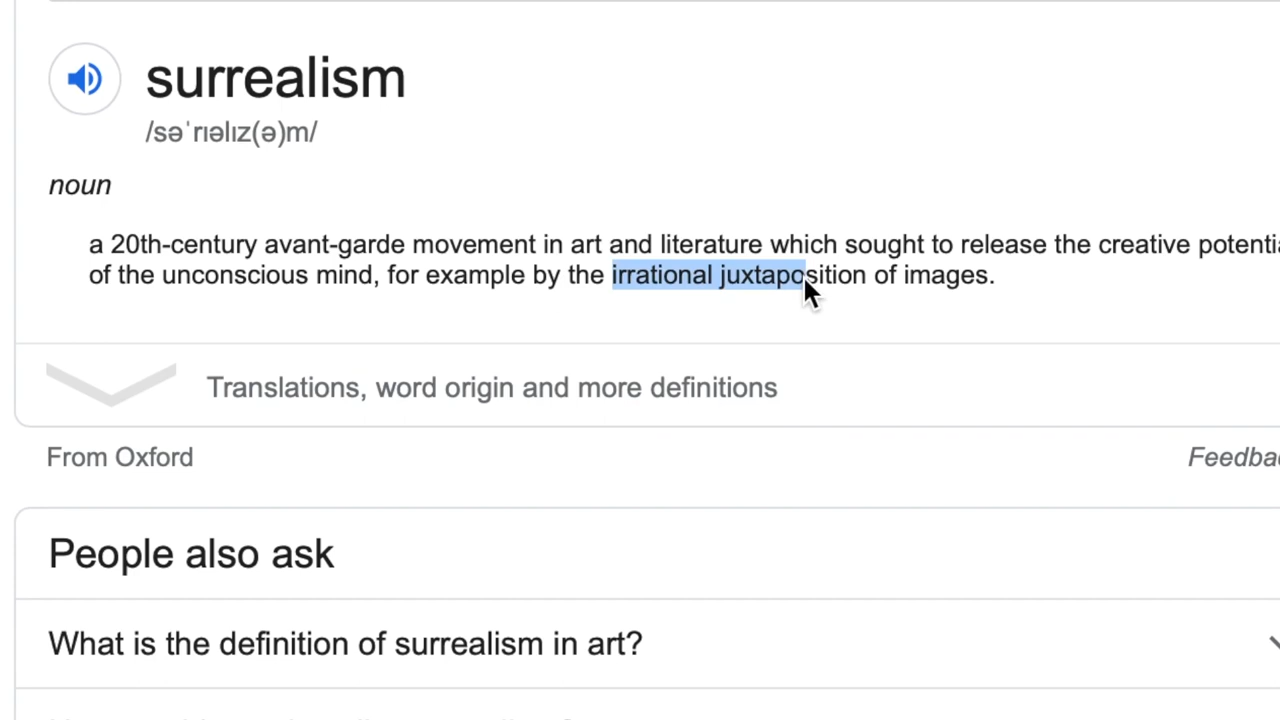 surrealism
/səˈrɪəlɪz(ə)m/
noun
a 20th-century avant-garde movement in art and literature which sought to release the creative
of the unconscious mind, for example by the irrational juxtaposition of images.
Translations, word origin and more definitions
From Oxford
People also ask
What is the definition of surrealism in art?